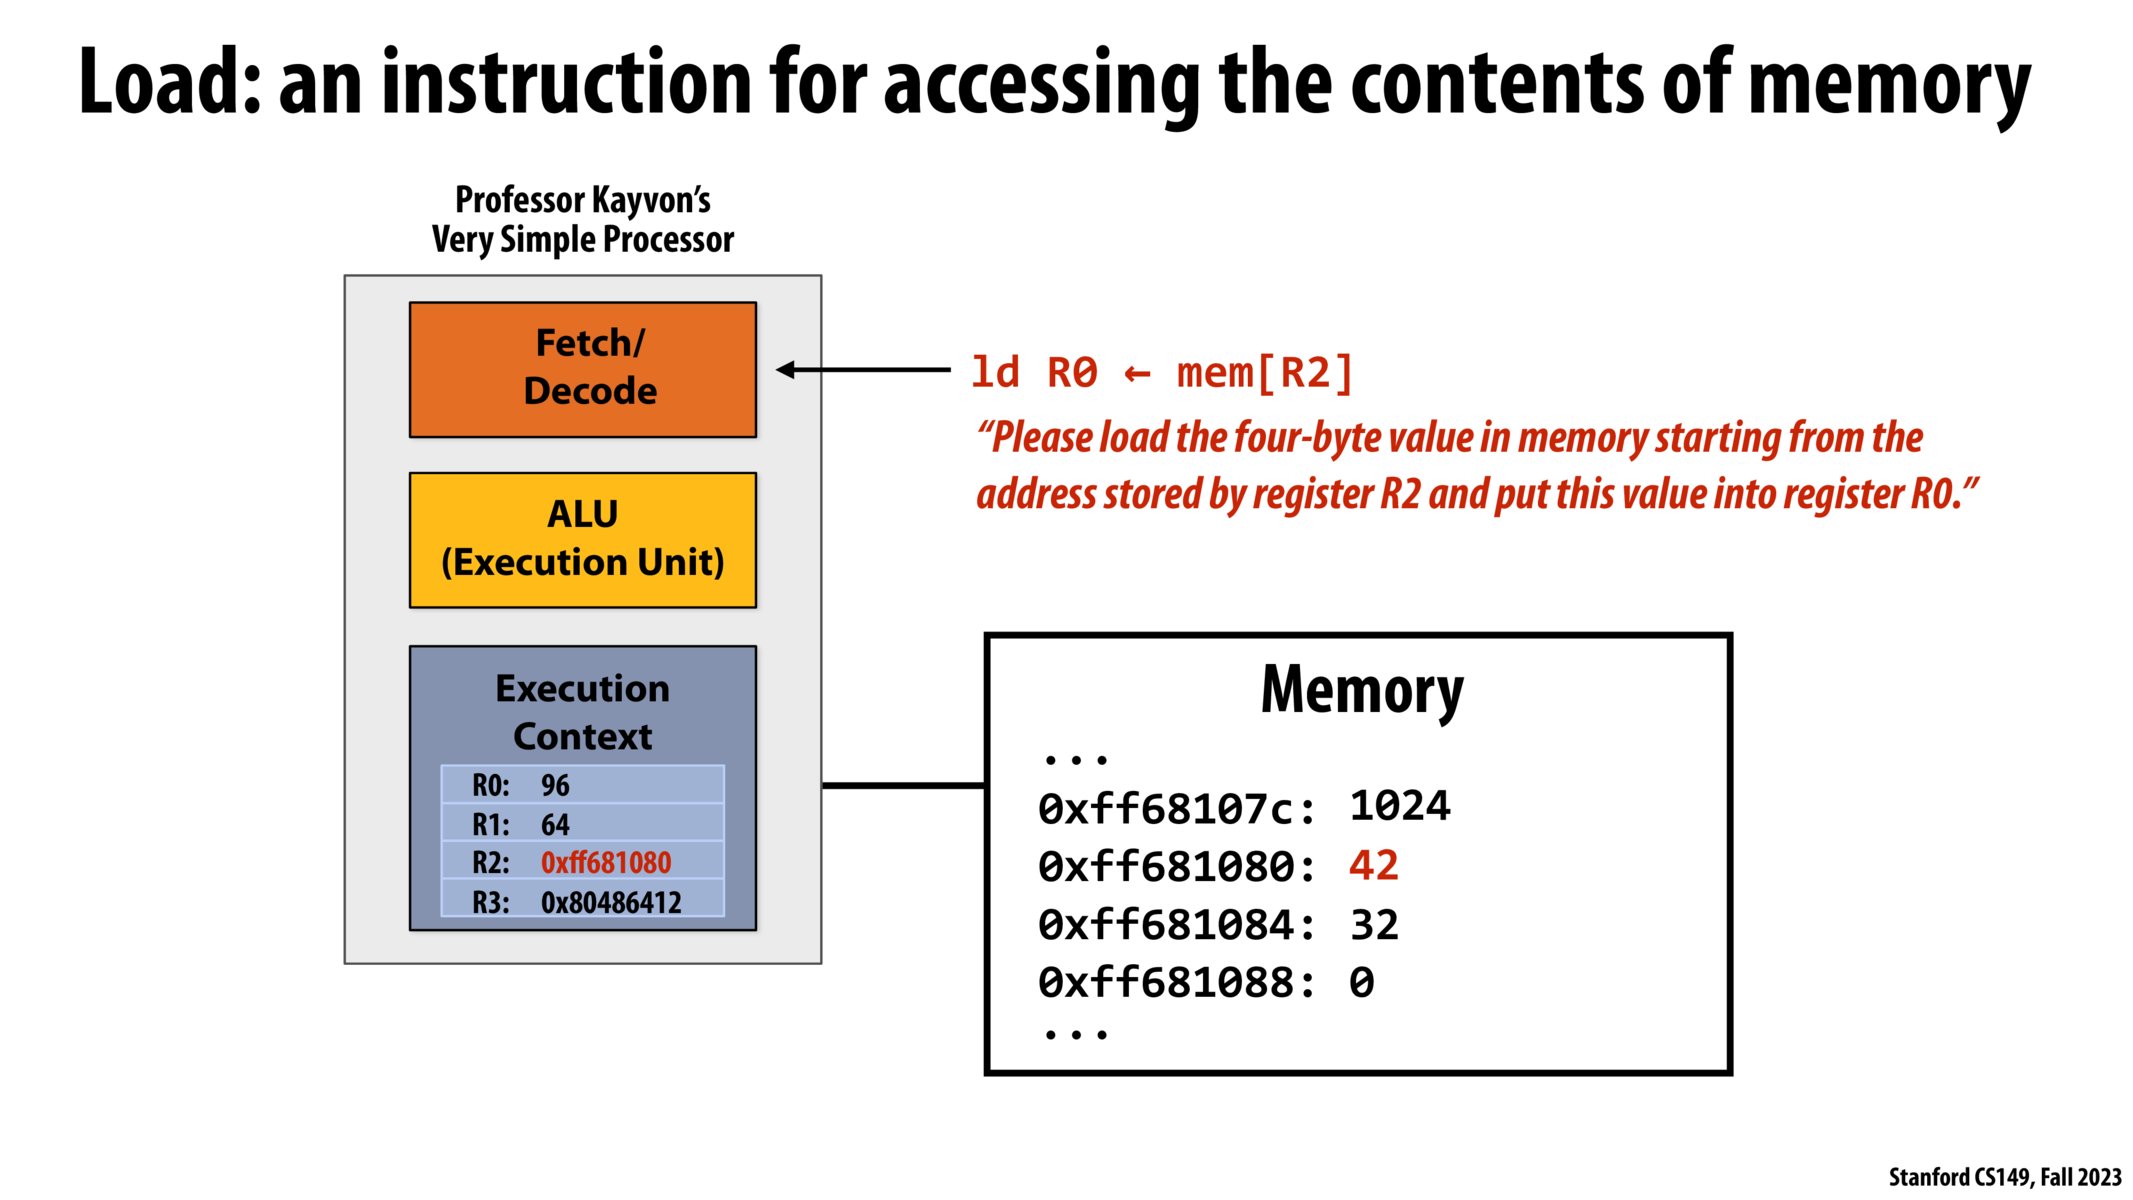 Load: an instruction for accessing the contents of memory
Professor Kayvon’s
Very Simple Processor
Fetch/
Decode
ld R0 ← mem[R2]
“Please load the four-byte value in memory starting from the
address stored by register R2 and put this value into register R0.”
ALU
(Execution Unit)
Execution
Context
R0: 96
R1: 64
R2: 0xff681080
R3: 0x80486412
Memory
...
0xff68107c: 1024
0xff681080: 42
0xff681084: 32
0xff681088: 0
...
Stanford CS149, Fall 2023